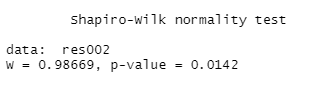 Shapiro-Wilk normality test
data:  res002
W = 0.98669, p-value = 0.0142